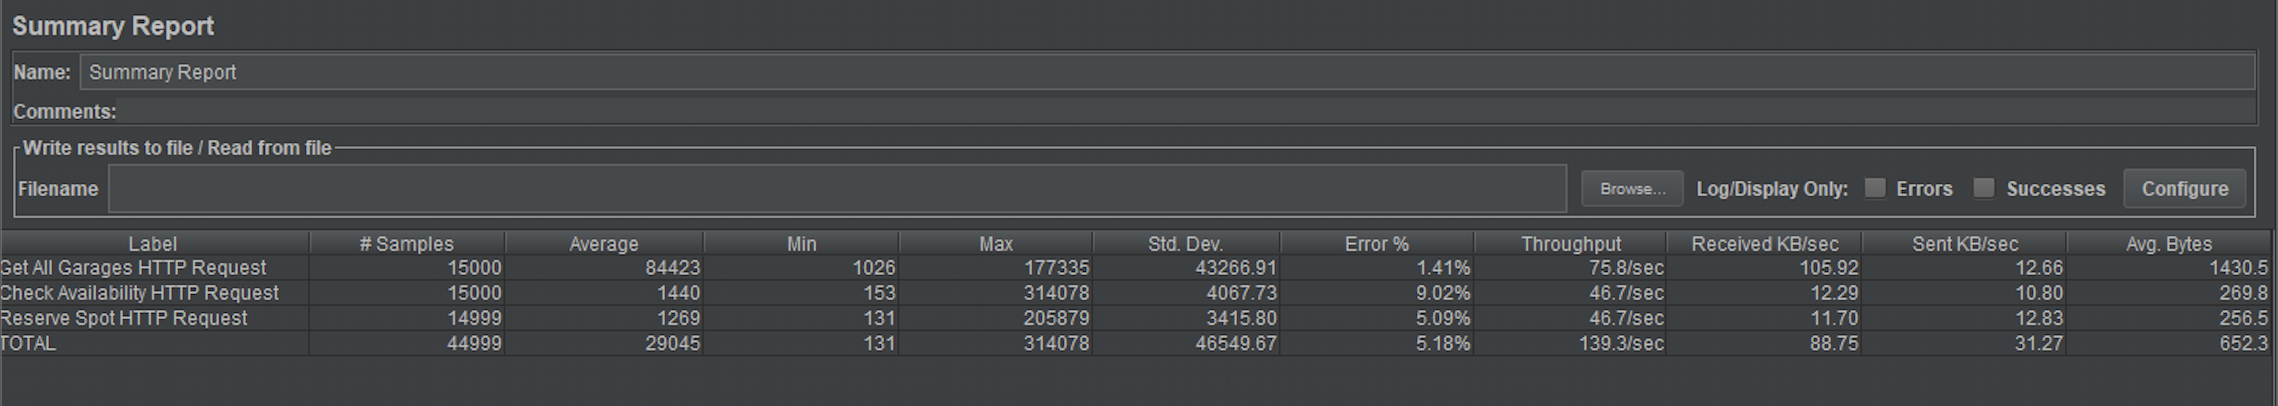 Summary Report
Name: Summary Report
Comments:
Write results to file / Read from file
Filename Browse... Log/Display Only: Errors Successes Configure
Label # Samples Average Min Max Std. Dev. Error % Throughput Received KB/sec Sent KB/sec Avg. Bytes
Get All Garages HTTP Request 15000 84423 1026 177335 43266.91 1.41% 75.8/sec 105.92 12.66 1430.5
Check Availability HTTP Request 15000 1440 153 314078 4067.73 9.02% 46.7/sec 12.29 10.80 269.8
Reserve Spot HTTP Request 14999 1269 131 205879 3415.80 5.09% 46.7/sec 11.70 12.83 256.5
TOTAL 44999 29045 131 314078 46549.67 5.18% 139.3/sec 88.75 31.27 652.3